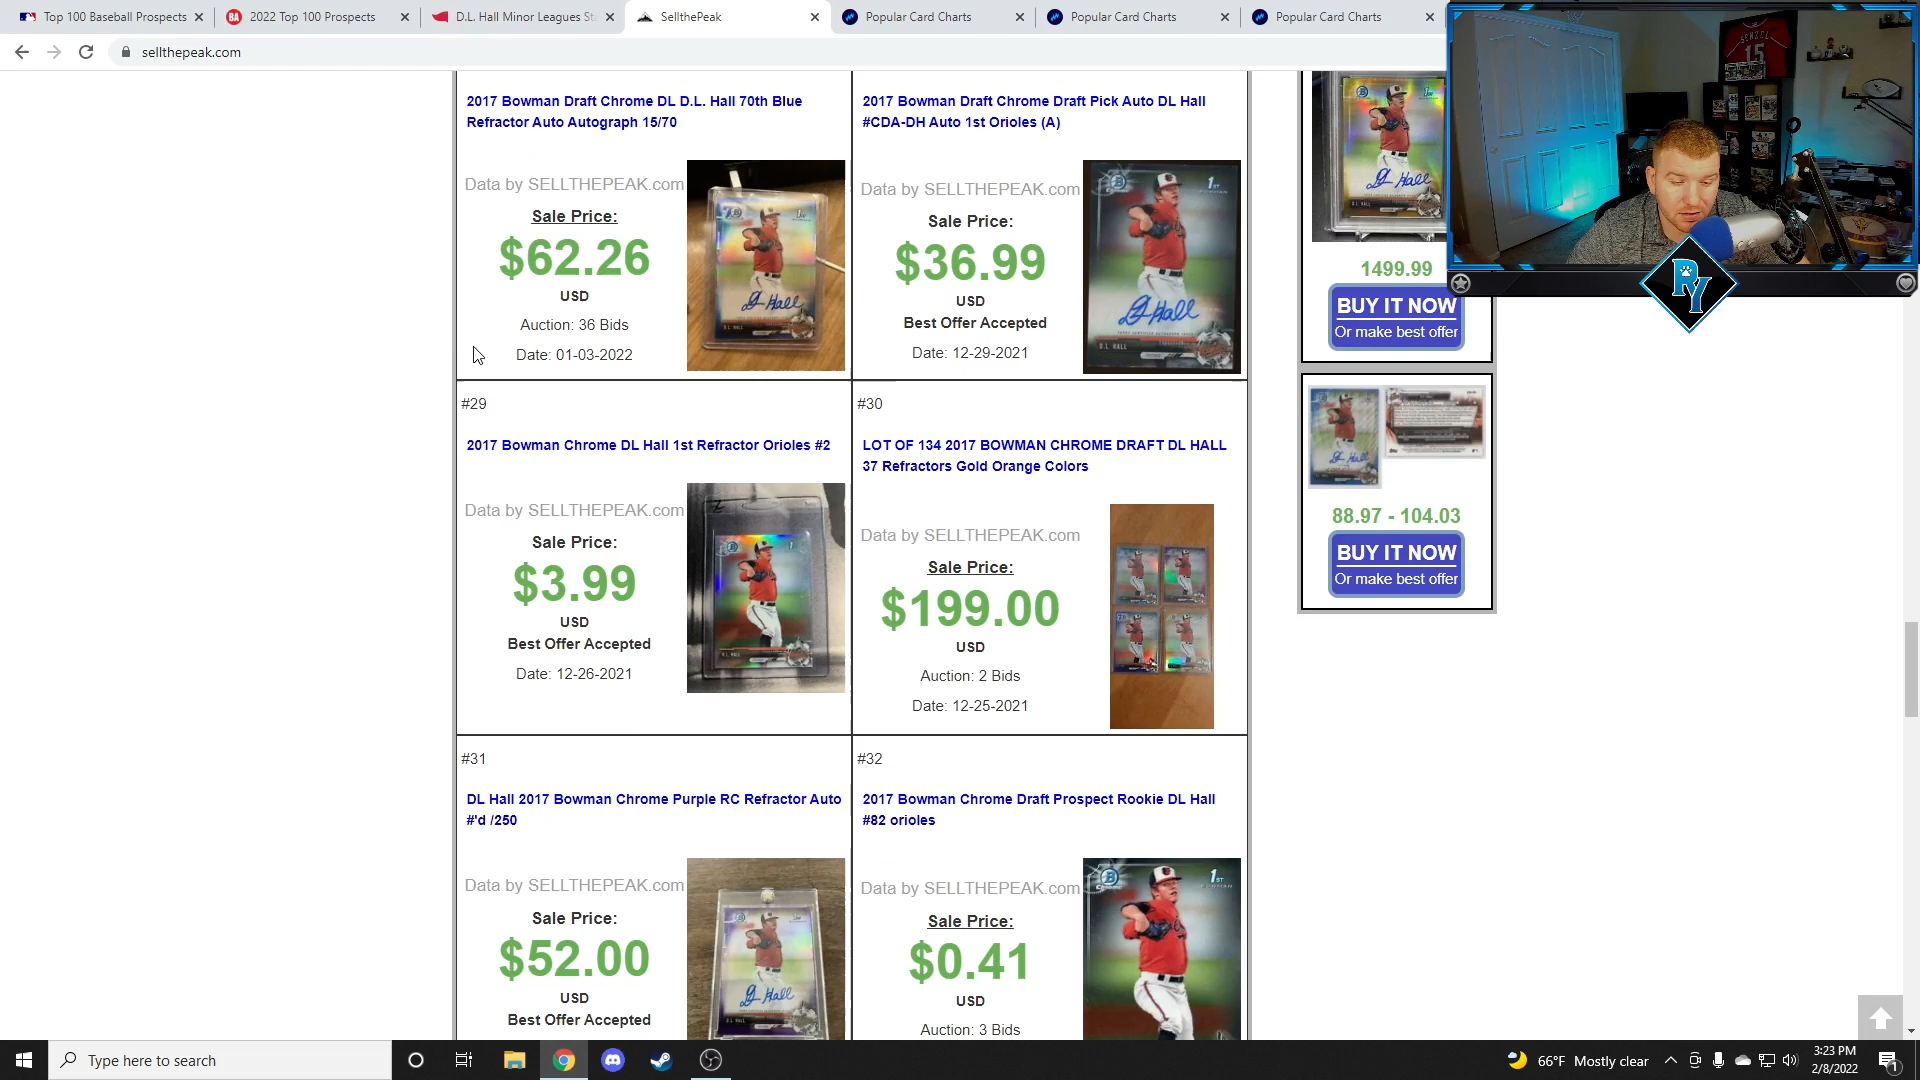 Top 100 Baseball Prospects
2022 Top 100 Prospects
D.L. Hall Minor Leagues St
SellthePeak
Popular Card Charts
Popular Card Charts
Popular Card Charts
sellthepeak.com
2017 Bowman Draft Chrome DL D.L. Hall 70th Blue
Refractor Auto Autograph 15/70
Data by SELLTHEPEAK.com
Sale Price:
$62.26
USD
Auction: 36 Bids
Date: 01-03-2022
2017 Bowman Draft Chrome Draft Pick Auto DL Hall
#CDA-DH Auto 1st Orioles (A)
Data by SELLTHEPEAK.com
Sale Price:
$36.99
USD
Best Offer Accepted
Date: 12-29-2021
#29
2017 Bowman Chrome DL Hall 1st Refractor Orioles #2
Data by SELLTHEPEAK.com
Sale Price:
$3.99
USD
Best Offer Accepted
Date: 12-26-2021
#30
LOT OF 134 2017 BOWMAN CHROME DRAFT DL HALL
37 Refractors Gold Orange Colors
Data by SELLTHEPEAK.com
Sale Price:
$199.00
USD
Auction: 2 Bids
Date: 12-25-2021
#31
DL Hall 2017 Bowman Chrome Purple RC Refractor Auto
#'d /250
Data by SELLTHEPEAK.com
Sale Price:
$52.00
USD
Best Offer Accepted
#32
2017 Bowman Chrome Draft Prospect Rookie DL Hall
#82 orioles
Data by SELLTHEPEAK.com
Sale Price:
$0.41
USD
Auction: 3 Bids
1499.99
BUY IT NOW
Or make best offer
88.97 - 104.03
BUY IT NOW
Or make best offer
SENZEL
15
RY
Type here to search
66°F Mostly clear
3:23 PM
2/8/2022
1